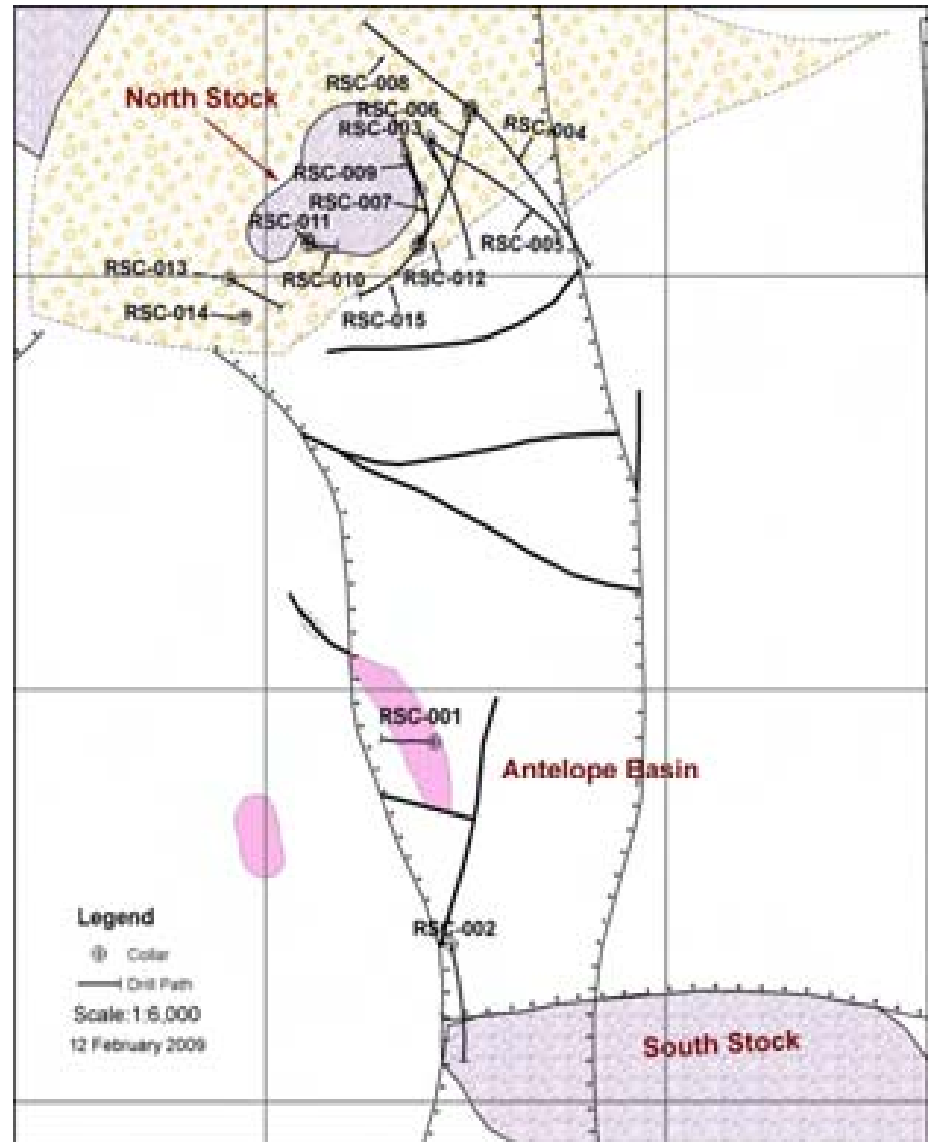 RSC-008
North Stock
RSC-006
RSC-003
RSC-004
RSC-009
RSC-007
RSC-011
RSC-005
RSC-013
RSC-010
RSC-012
RSC-014
RSC-015
RSC-001
Antelope Basin
RSC-002
Legend
Collar
Drill Path
Scale:1:6,000
12 February 2009
South Stock